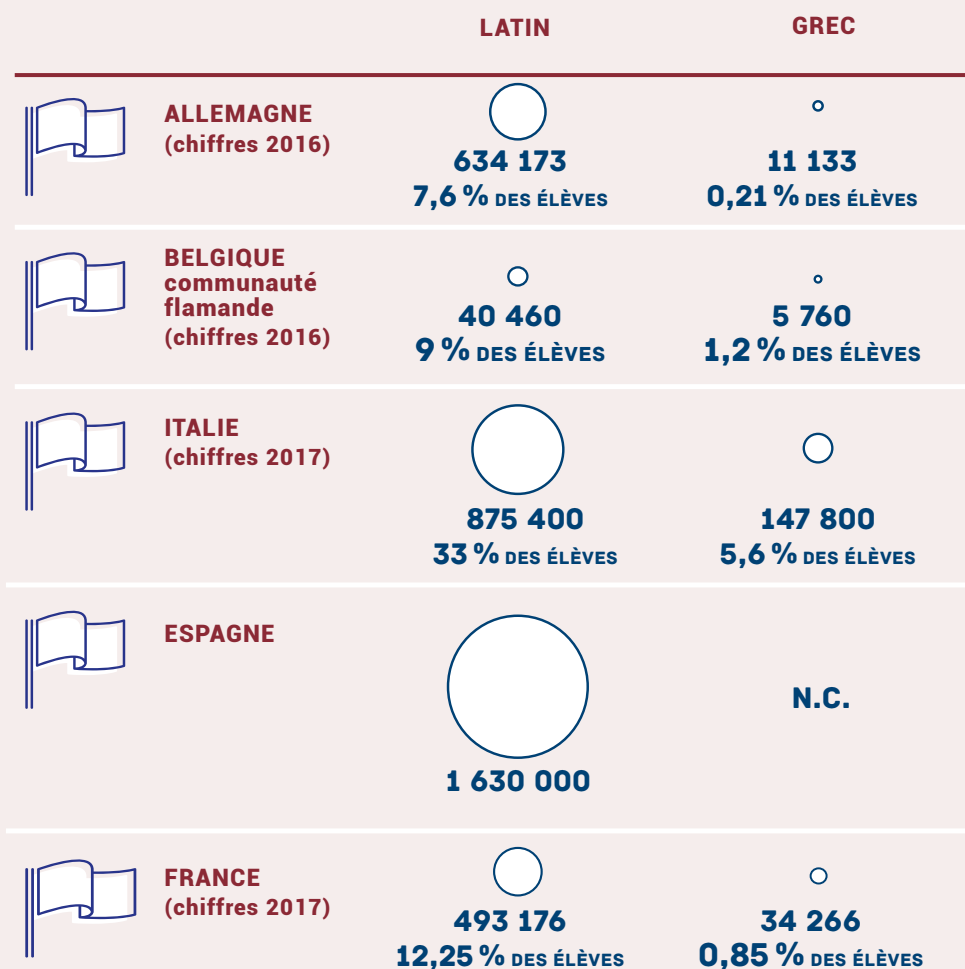 LATIN GREC
ALLEMAGNE
(chiffres 2016)
634 173
7,6 % DES ÉLÈVES
11 133
0,21 % DES ÉLÈVES
BELGIQUE
communauté
flamande
(chiffres 2016)
40 460
9 % DES ÉLÈVES
5 760
1,2 % DES ÉLÈVES
ITALIE
(chiffres 2017)
875 400
33 % DES ÉLÈVES
147 800
5,6 % DES ÉLÈVES
ESPAGNE
1 630 000
N.C.
FRANCE
(chiffres 2017)
493 176
12,25 % DES ÉLÈVES
34 266
0,85 % DES ÉLÈVES